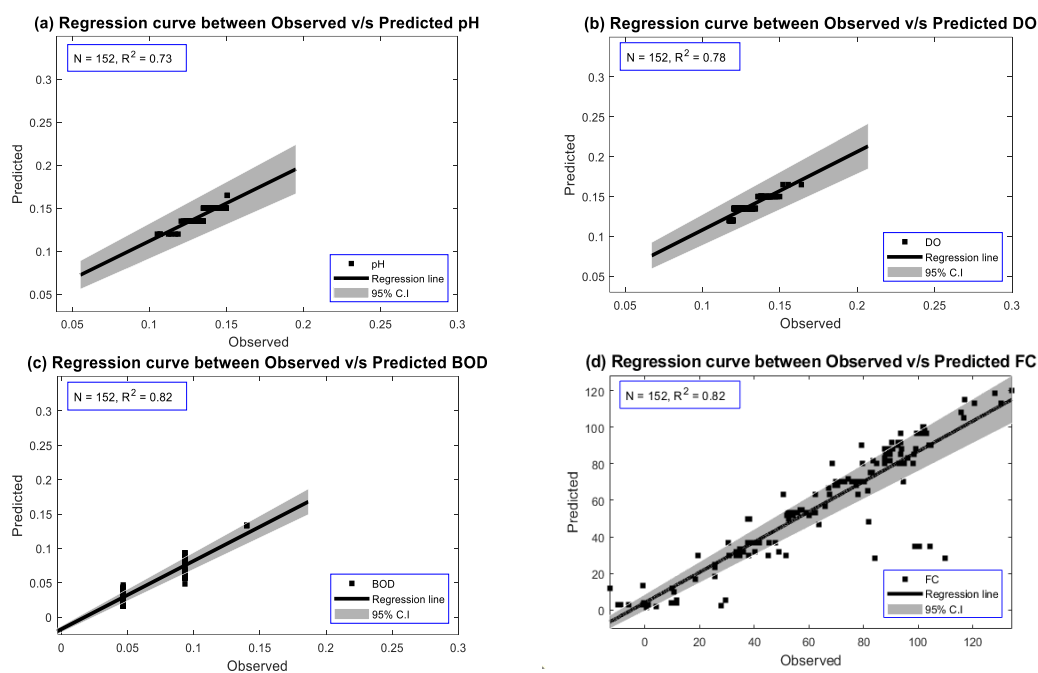 (a) Regression curve between Observed v/s Predicted pH
N = 152, R² = 0.73
0.3
0.25
0.2
0.15
0.1
0.05
Predicted
pH
Regression line
95% C.I
0.05
0.1
0.15
0.2
0.25
0.3
Observed
(b) Regression curve between Observed v/s Predicted DO
N = 152, R² = 0.78
0.3
0.25
0.2
0.15
0.1
0.05
Predicted
DO
Regression line
95% C.I
0.05
0.1
0.15
0.2
0.25
0.3
Observed
(c) Regression curve between Observed v/s Predicted BOD
N = 152, R² = 0.82
0.3
0.25
0.2
0.15
0.1
0.05
0
Predicted
BOD
Regression line
95% C.I
0
0.05
0.1
0.15
0.2
0.25
0.3
Observed
(d) Regression curve between Observed v/s Predicted FC
N = 152, R² = 0.82
120
100
80
60
40
20
0
Predicted
FC
Regression line
95% C.I
0
20
40
60
80
100
120
Observed